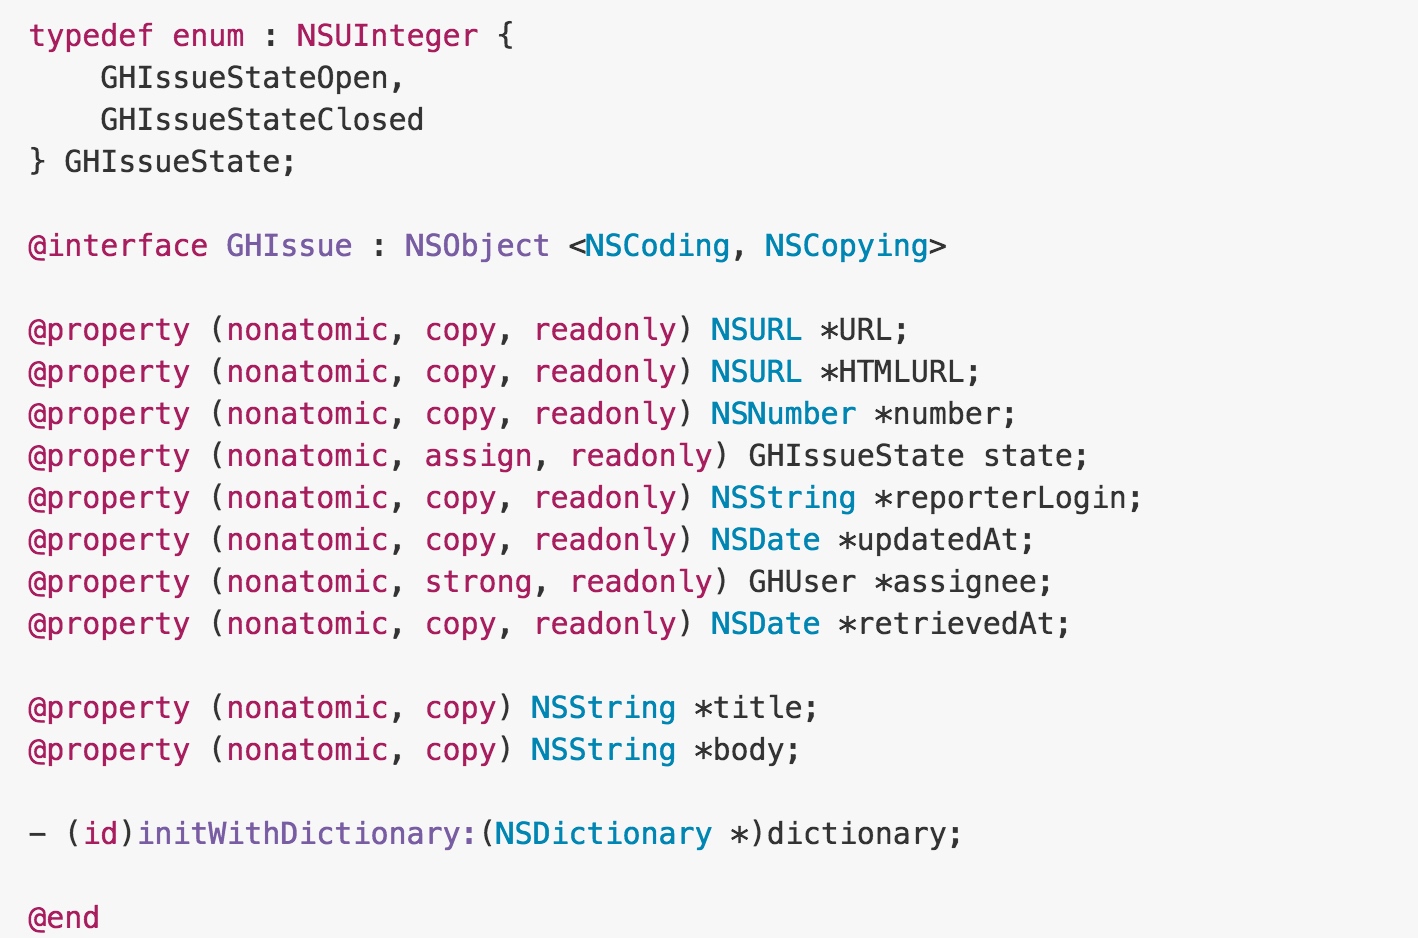 typedef enum : NSUInteger {
    GHIssueStateOpen,
    GHIssueStateClosed
} GHIssueState;

@interface GHIssue : NSObject <NSCoding, NSCopying>

@property (nonatomic, copy, readonly) NSURL *URL;
@property (nonatomic, copy, readonly) NSURL *HTMLURL;
@property (nonatomic, copy, readonly) NSNumber *number;
@property (nonatomic, assign, readonly) GHIssueState state;
@property (nonatomic, copy, readonly) NSString *reporterLogin;
@property (nonatomic, copy, readonly) NSDate *updatedAt;
@property (nonatomic, strong, readonly) GHUser *assignee;
@property (nonatomic, copy, readonly) NSDate *retrievedAt;

@property (nonatomic, copy) NSString *title;
@property (nonatomic, copy) NSString *body;

- (id)initWithDictionary:(NSDictionary *)dictionary;

@end